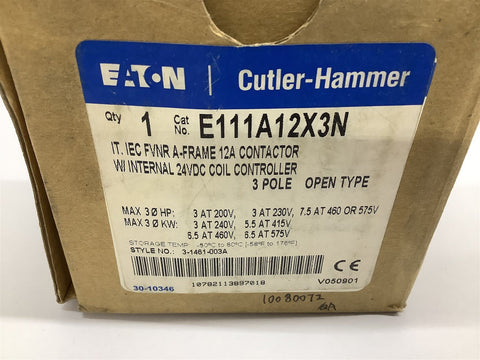 EATON Cutler-Hammer
Qty 1 Cat No. E111A12X3N
IT. IEC FVNR A-FRAME 12A CONTACTOR
W/ INTERNAL 24VDC COIL CONTROLLER
3 POLE OPEN TYPE
MAX 3Ø HP: 3 AT 200V, 3 AT 230V, 7.5 AT 460 OR 575V
MAX 3Ø KW: 3 AT 240V, 5.5 AT 415V
6.5 AT 460V, 6.5 AT 575V
STORAGE TEMP -50°C to 80°C [-58°F to 176°F]
STYLE NO.: 3-1461-003A
CE
30-10346 10782113897018 V050901
10080072